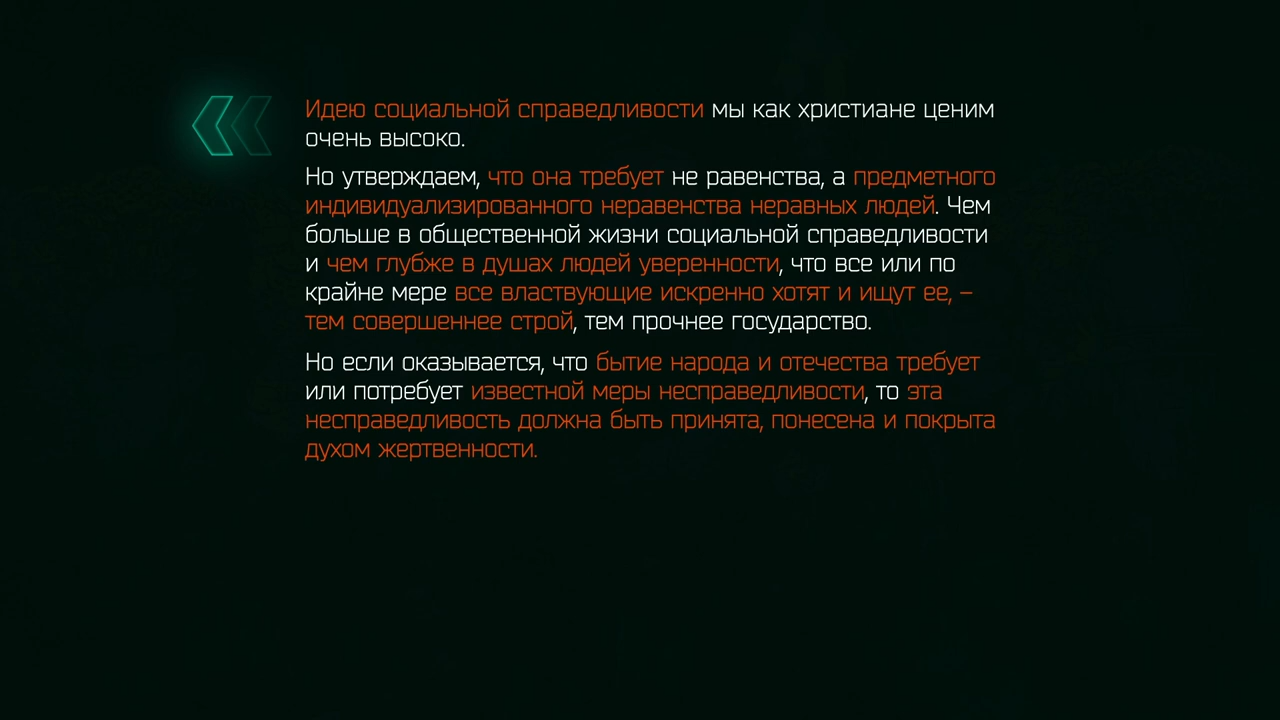 Идею социальной справедливости мы как христиане ценим
очень высоко.
Но утверждаем, что она требует не равенства, а предметного
индивидуализированного неравенства неравных людей. Чем
больше в общественной жизни социальной справедливости
и чем глубже в душах людей уверенности, что все или по
крайне мере все властвующие искренно хотят и ищут ее, –
тем совершеннее строй, тем прочнее государство.
Но если оказывается, что бытие народа и отечества требует
или потребует известной меры несправедливости, то эта
несправедливость должна быть принята, понесена и покрыта
духом жертвенности.